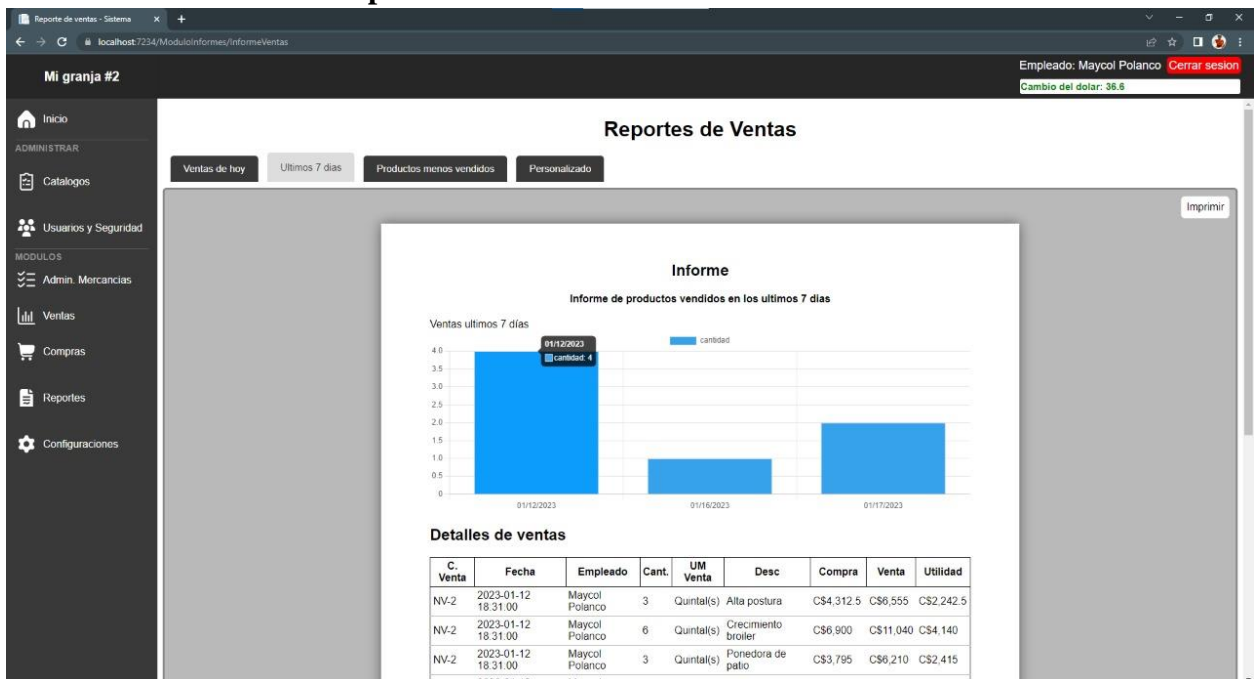 Reporte de ventas - Sistema
localhost:7234/ModuloInformes/InformeVentas
Mi granja #2
Empleado: Maycol Polanco Cerrar sesion
Cambio del dolar: 36.6
Inicio
ADMINISTRAR
Catalogos
Usuarios y Seguridad
MODULOS
Admin. Mercancias
Ventas
Compras
Reportes
Configuraciones
Reportes de Ventas
Ventas de hoy Ultimos 7 dias Productos menos vendidos Personalizado
Imprimir
Informe
Informe de productos vendidos en los ultimos 7 dias
Ventas ultimos 7 días
cantidad
01/12/2023
cantidad: 4
4.0
3.5
3.0
2.5
2.0
1.5
1.0
0.5
0
01/12/2023 01/16/2023 01/17/2023
Detalles de ventas
C. Venta Fecha Empleado Cant. UM Venta Desc Compra Venta Utilidad
NV-2 2023-01-12 18:31:00 Maycol Polanco 3 Quintal(s) Alta postura C$4,312.5 C$6,555 C$2,242.5
NV-2 2023-01-12 18:31:00 Maycol Polanco 6 Quintal(s) Crecimiento broiler C$6,900 C$11,040 C$4,140
NV-2 2023-01-12 18:31:00 Maycol Polanco 3 Quintal(s) Ponedora de patio C$3,795 C$6,210 C$2,415